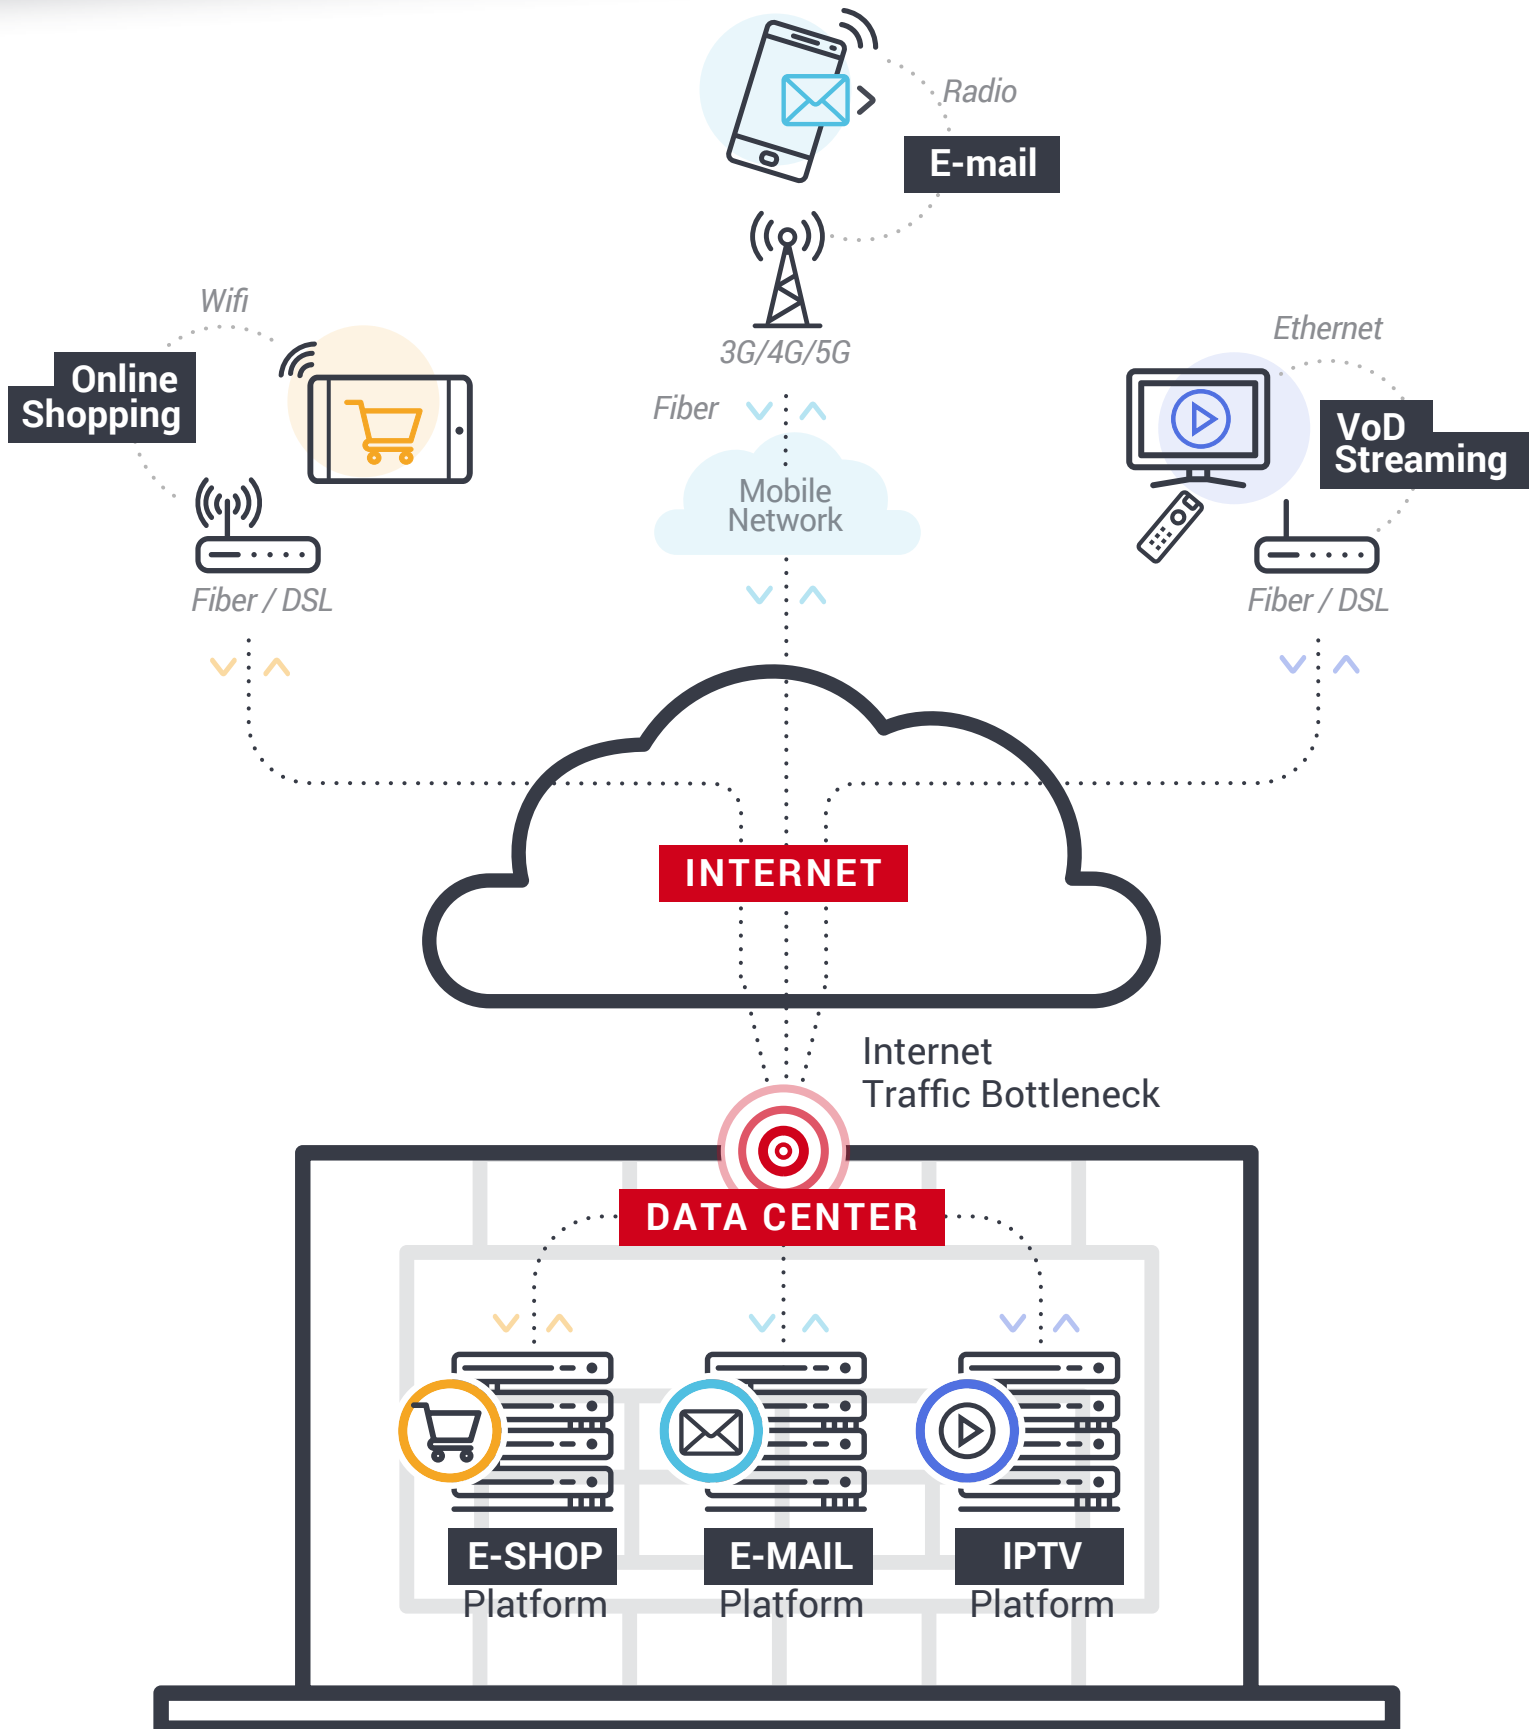 Radio
E-mail
Wifi
Online
Shopping
3G/4G/5G
Ethernet
Fiber
VoD
Streaming
Mobile
Network
Fiber / DSL
Fiber / DSL
INTERNET
Internet
Traffic Bottleneck
DATA CENTER
E-SHOP
Platform
E-MAIL
Platform
IPTV
Platform